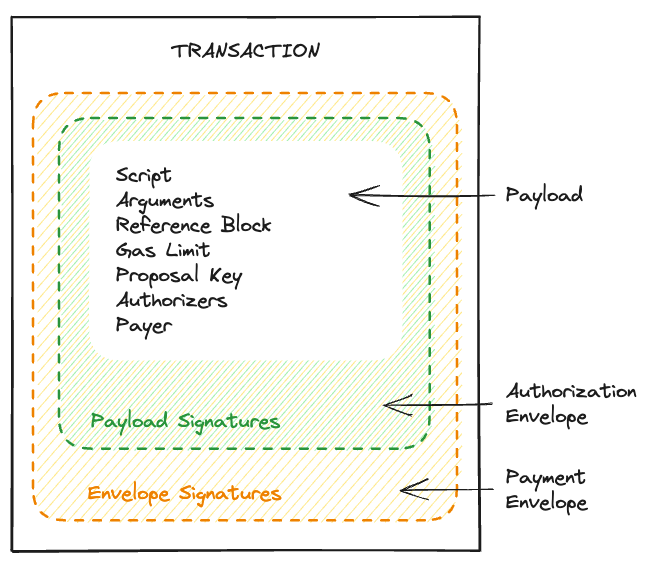 TRANSACTION
Script
Arguments
Reference Block
Gas Limit
Proposal Key
Authorizers
Payer
Payload
Payload Signatures
Authorization
Envelope
Envelope Signatures
Payment
Envelope